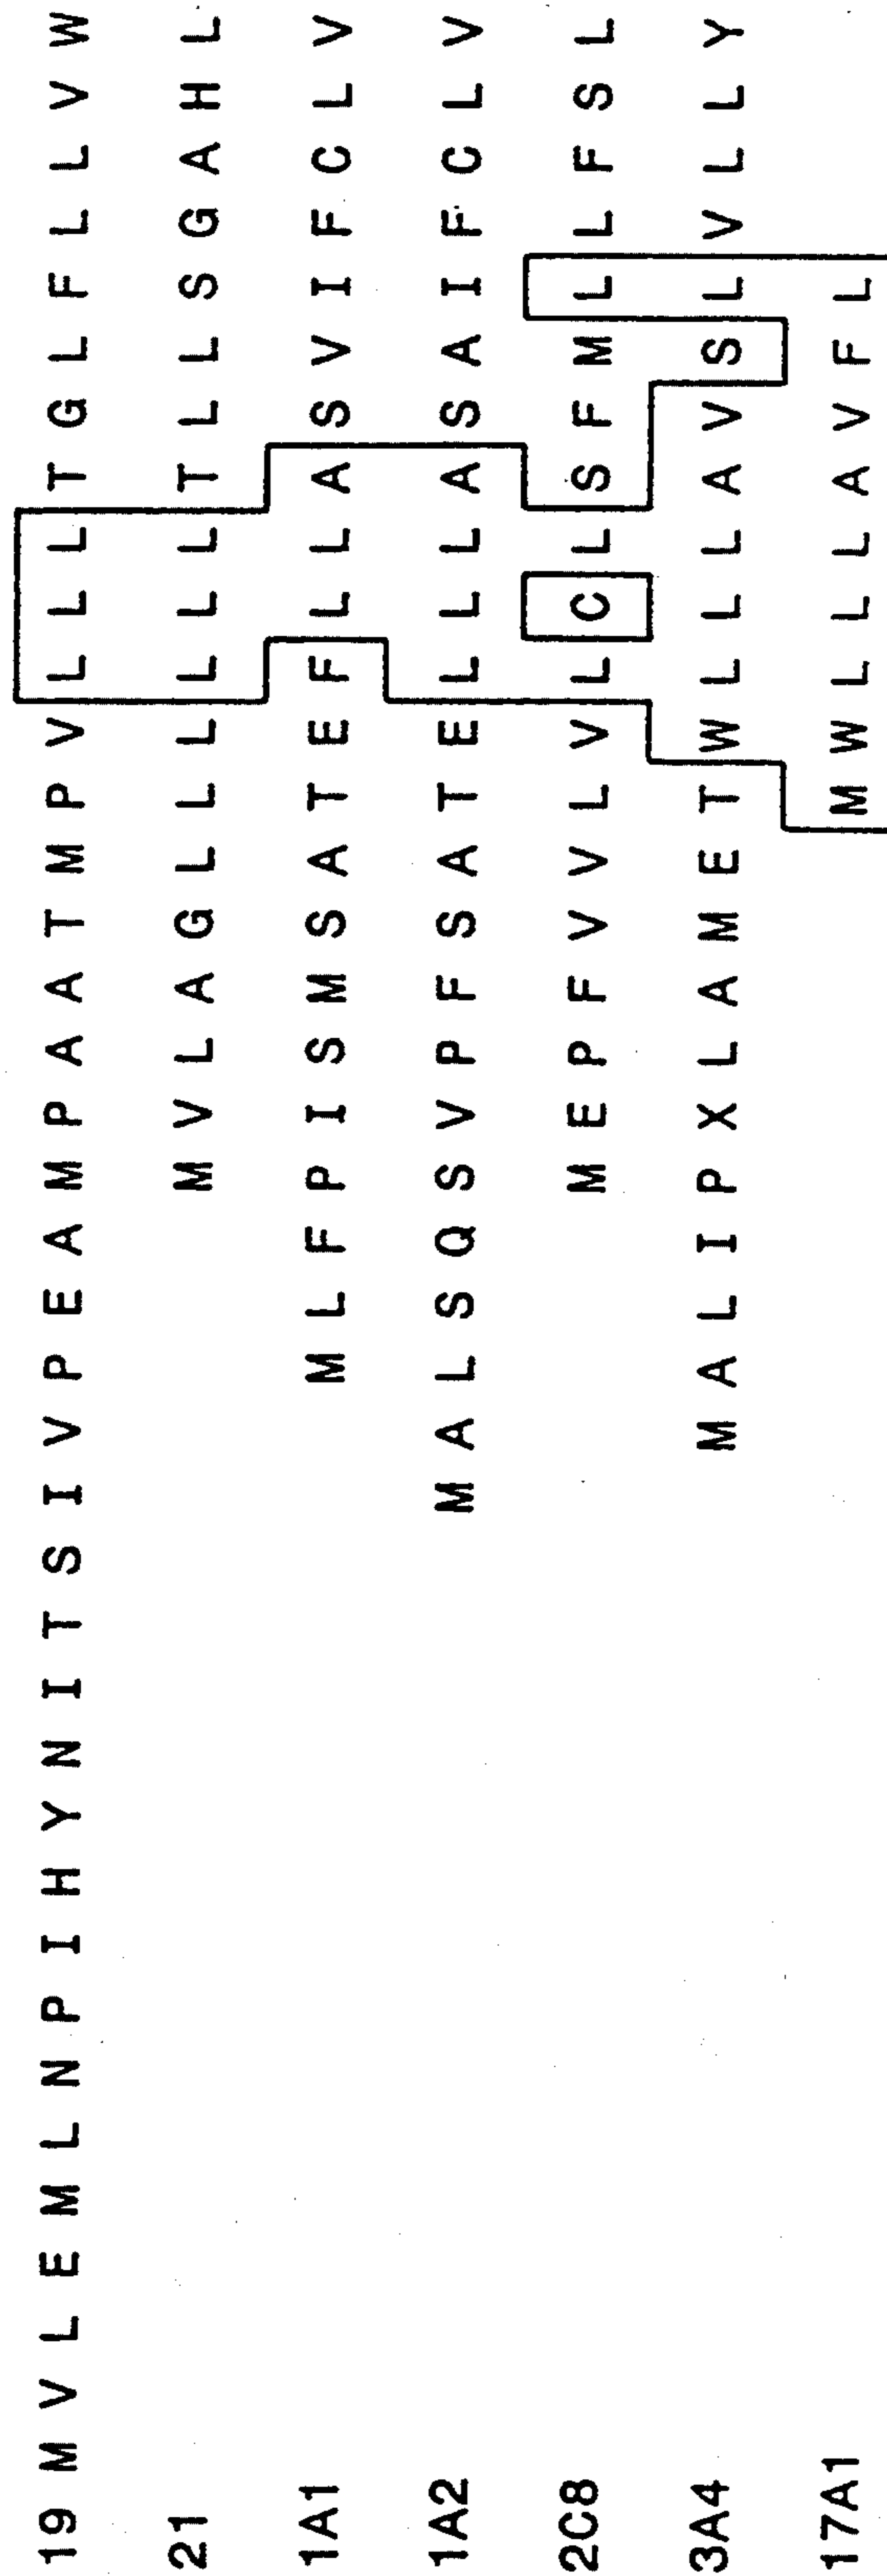 19 M V L E M L N P I H Y N I T S I V P E A M P A A T M P V L L L T G L F L L V W
21 M V L A G L L L L L L T L L S G A H L
1A1 M L F P I S M S A T E F L L A S V I F C L V
1A2 M A L S Q S V P F S A T E L L L A S A I F C L V
2C8 M E P F V V L V L C L S F M L L F S L
3A4 M A L I P X L A M E T W L L L A V S L V L L Y
17A1 M W L L L A V F L